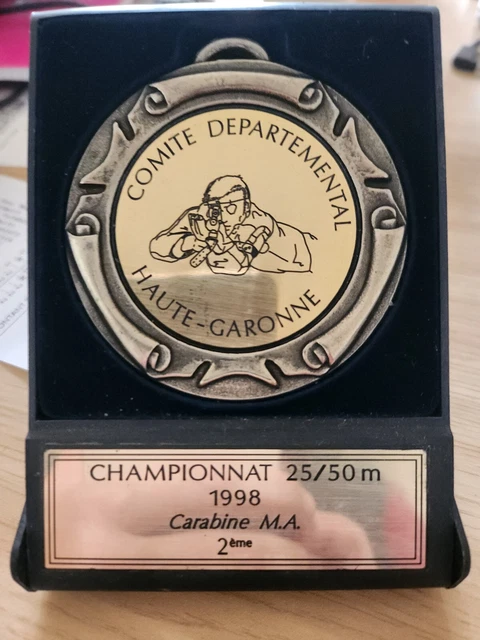 COMITE DEPARTEMENTAL
HAUTE-GARONNE
CHAMPIONNAT 25/50 m
1998
Carabine M.A.
2ème